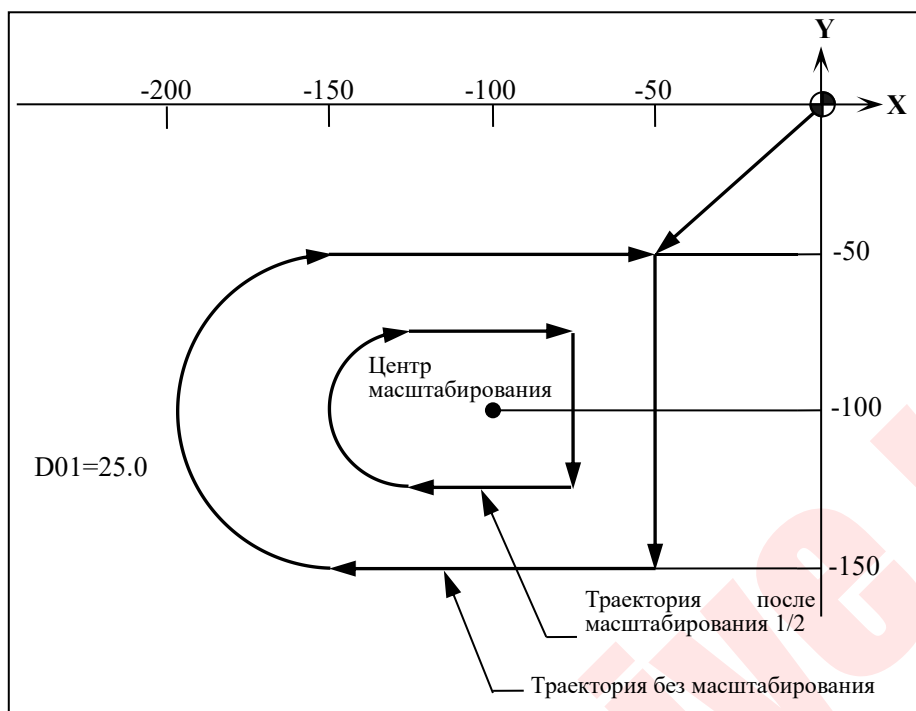 Y
-200
-150
-100
-50
X
-50
Центр
масштабирования
-100
D01=25.0
-150
Траектория после
масштабирования 1/2
Траектория без масштабирования